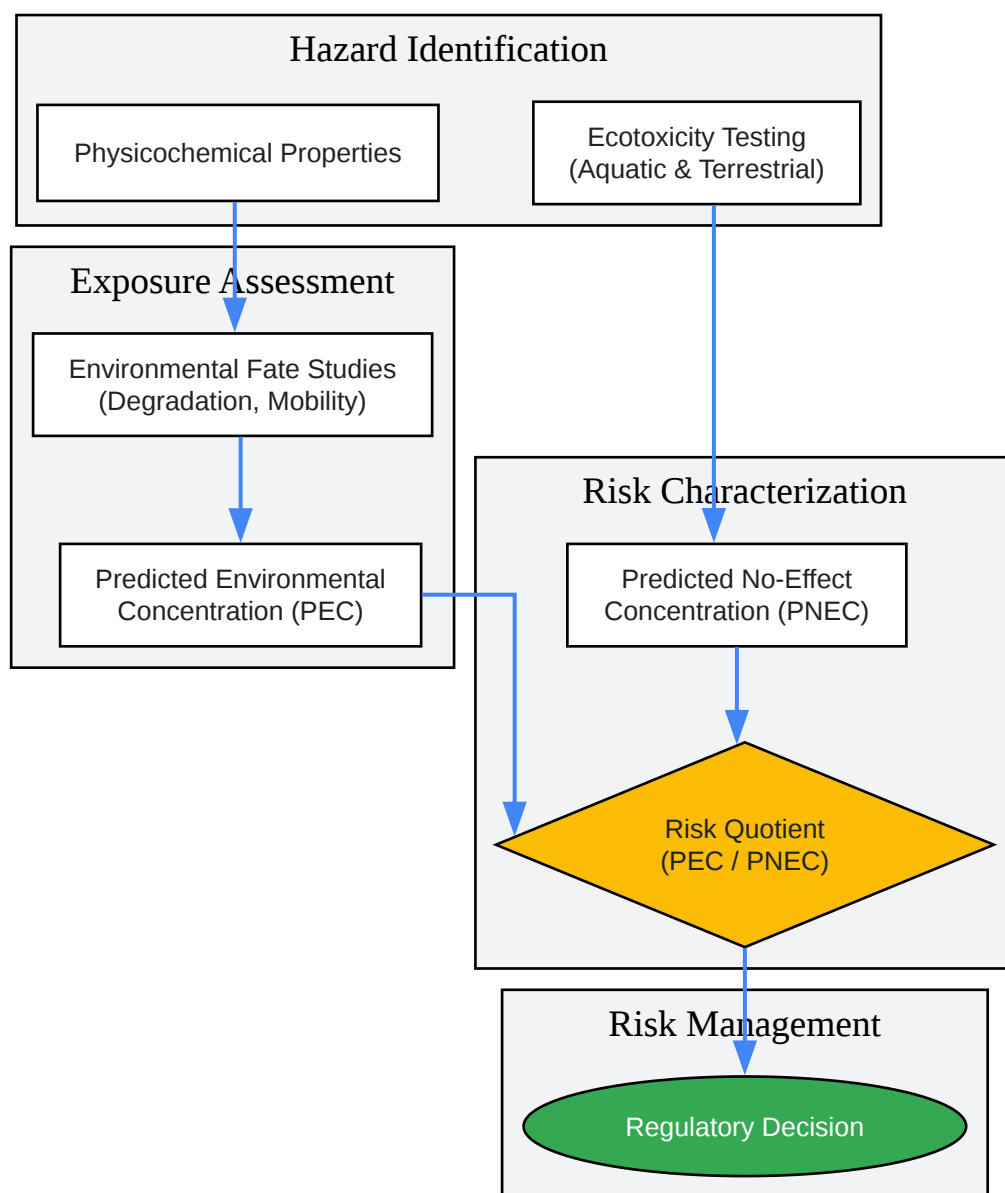 Hazard Identification
Physicochemical Properties
Ecotoxicity Testing
(Aquatic & Terrestrial)
Exposure Assessment
Environmental Fate Studies
(Degradation, Mobility)
Predicted Environmental
Concentration (PEC)
Risk Characterization
Predicted No-Effect
Concentration (PNEC)
Risk Quotient
(PEC / PNEC)
Risk Management
Regulatory Decision